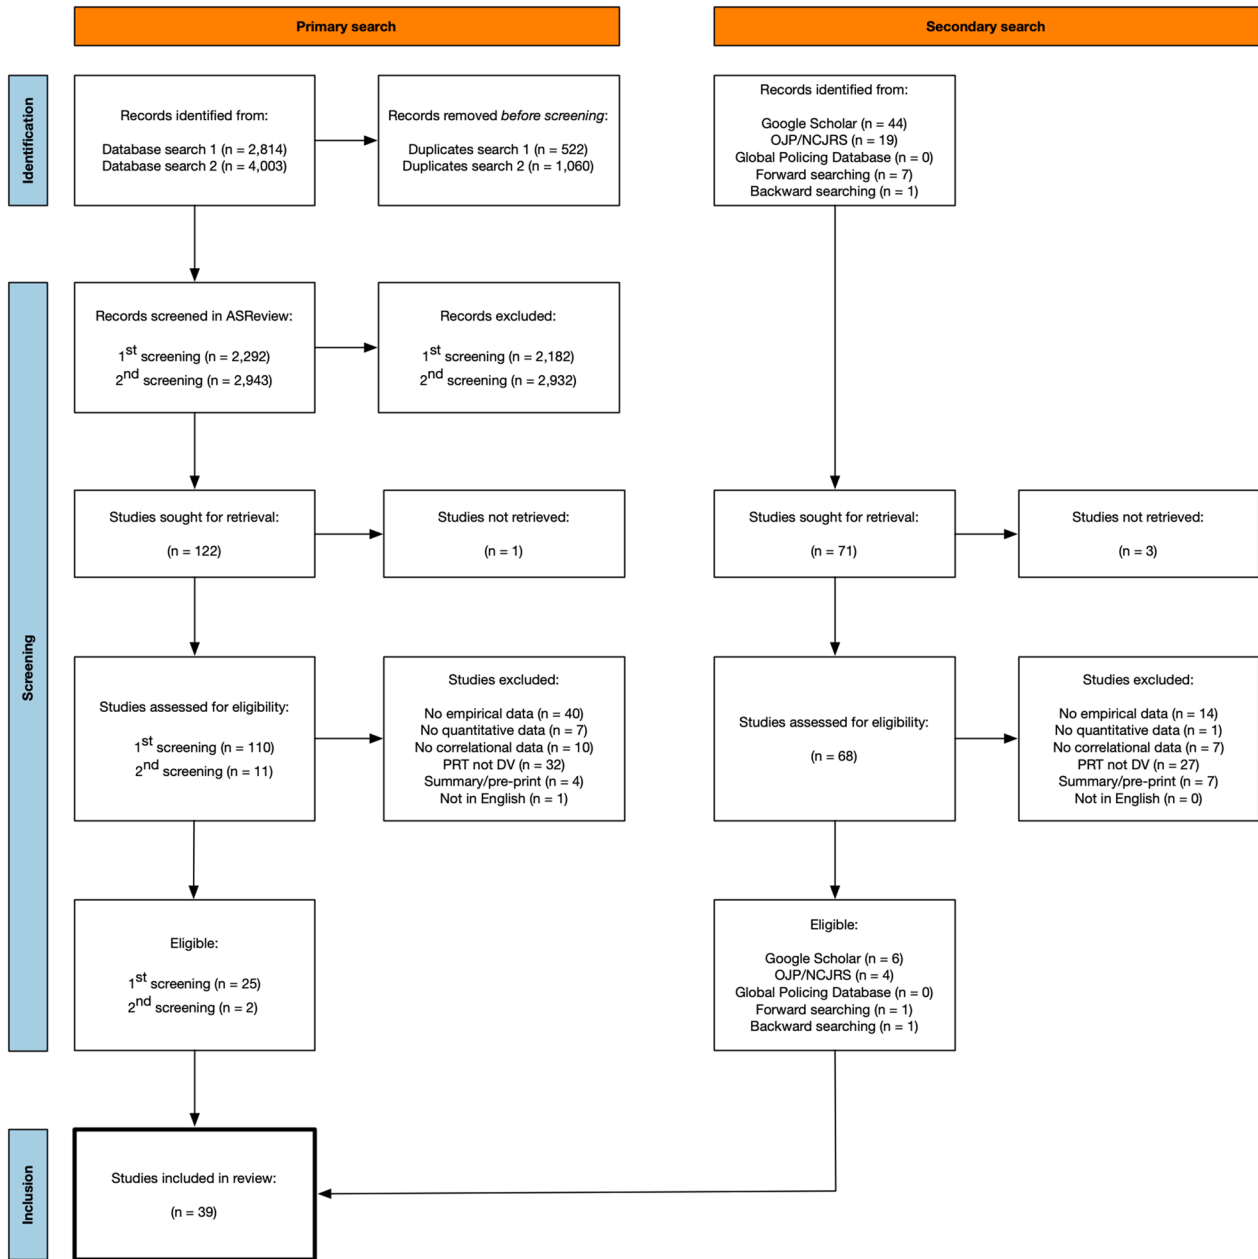 Primary search
Secondary search
Identification
Records identified from:
Database search 1 (n = 2,814)
Database search 2 (n = 4,003)
Records removed before screening:
Duplicates search 1 (n = 522)
Duplicates search 2 (n = 1,060)
Records identified from:
Google Scholar (n = 44)
OJP/NCJRS (n = 19)
Global Policing Database (n = 0)
Forward searching (n = 7)
Backward searching (n = 1)
Screening
Records screened in ASReview:
1st screening (n = 2,292)
2nd screening (n = 2,943)
Records excluded:
1st screening (n = 2,182)
2nd screening (n = 2,932)
Studies sought for retrieval:
(n = 122)
Studies not retrieved:
(n = 1)
Studies sought for retrieval:
(n = 71)
Studies not retrieved:
(n = 3)
Studies assessed for eligibility:
1st screening (n = 110)
2nd screening (n = 11)
Studies excluded:
No empirical data (n = 40)
No quantitative data (n = 7)
No correlational data (n = 10)
PRT not DV (n = 32)
Summary/pre-print (n = 4)
Not in English (n = 1)
Studies assessed for eligibility:
(n = 68)
Studies excluded:
No empirical data (n = 14)
No quantitative data (n = 1)
No correlational data (n = 7)
PRT not DV (n = 27)
Summary/pre-print (n = 7)
Not in English (n = 0)
Eligible:
1st screening (n = 25)
2nd screening (n = 2)
Eligible:
Google Scholar (n = 6)
OJP/NCJRS (n = 4)
Global Policing Database (n = 0)
Forward searching (n = 1)
Backward searching (n = 1)
Inclusion
Studies included in review:
(n = 39)